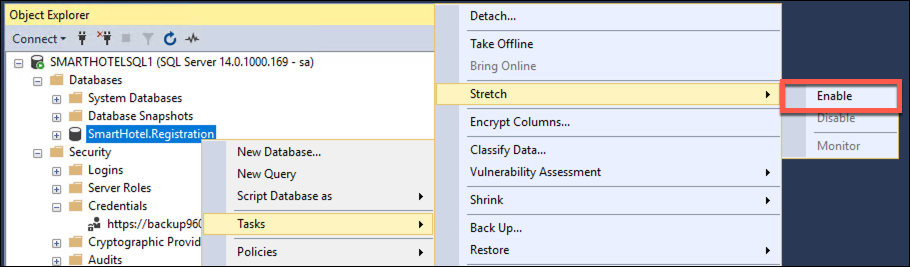 Object Explorer
Connect
SMARTHOTELSQL1 (SQL Server 14.0.1000.169 - sa)
Databases
System Databases
Database Snapshots
SmartHotel.Registration
Security
Logins
Server Roles
Credentials
https://backup960
Cryptographic Provid
Audits
New Database...
New Query
Script Database as
Tasks
Policies
Detach...
Take Offline
Bring Online
Stretch
Encrypt Columns...
Classify Data...
Vulnerability Assessment
Shrink
Back Up...
Restore
Enable
Disable
Monitor